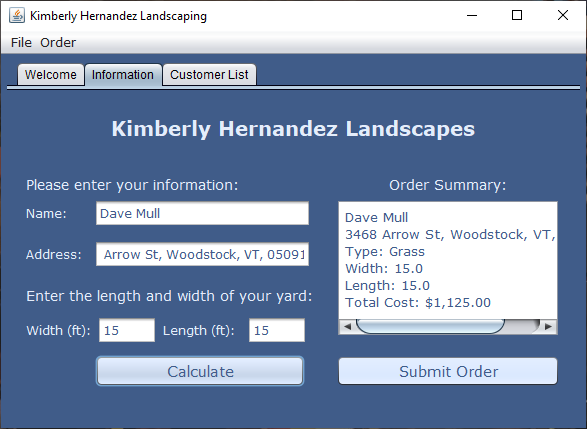 Kimberly Hernandez Landscaping
File Order
Welcome Information Customer List
Kimberly Hernandez Landscapes
Please enter your information:
Name: Dave Mull
Address: Arrow St, Woodstock, VT, 05091
Enter the length and width of your yard:
Width (ft): 15 Length (ft): 15
Calculate
Order Summary:
Dave Mull
3468 Arrow St, Woodstock, VT,
Type: Grass
Width: 15.0
Length: 15.0
Total Cost: $1,125.00
Submit Order